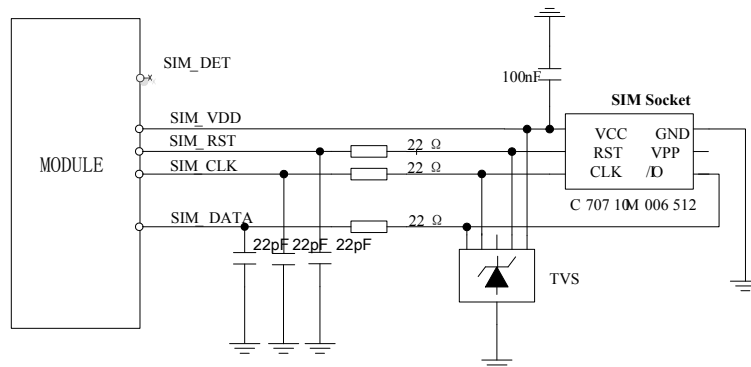 SIM_DET
100nF
SIM Socket
SIM_VDD
VCC GND
SIM_RST
22 Ω
RST VPP
MODULE
SIM_CLK
22 Ω
CLK I/O
C 707 10M 006 512
SIM_DATA
22 Ω
22pF 22pF 22pF
TVS